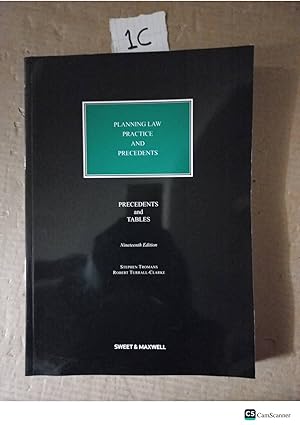 1C
PLANNING LAW
PRACTICE
AND
PRECEDENTS
PRECEDENTS
and
TABLES
Nineteenth Edition
STEPHEN TROMANS
ROBERT TURRALL-CLARKE
SWEET & MAXWELL
CS CamScanner